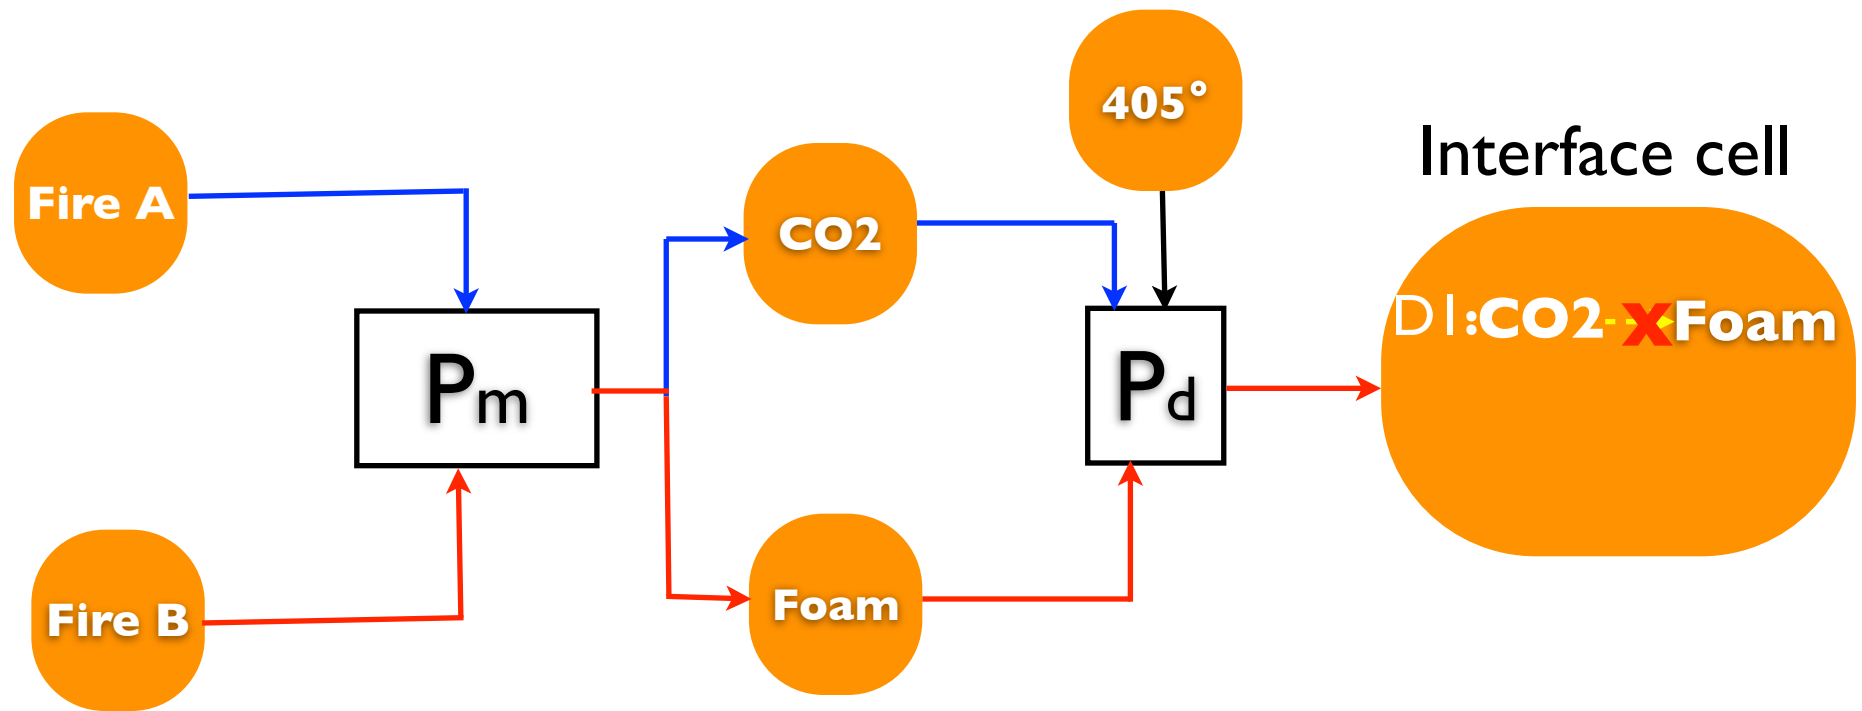 Fire A
Fire B
Pm
CO2
Foam
405°
Pd
Interface cell
D1:CO2 x Foam